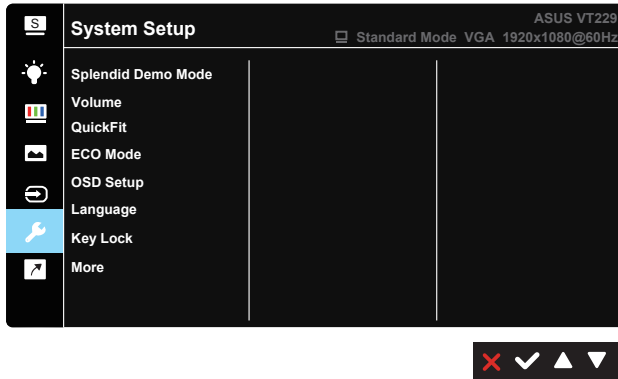 S
System Setup
ASUS VT229
Standard Mode VGA 1920x1080@60Hz
Splendid Demo Mode
Volume
QuickFit
ECO Mode
OSD Setup
Language
Key Lock
More